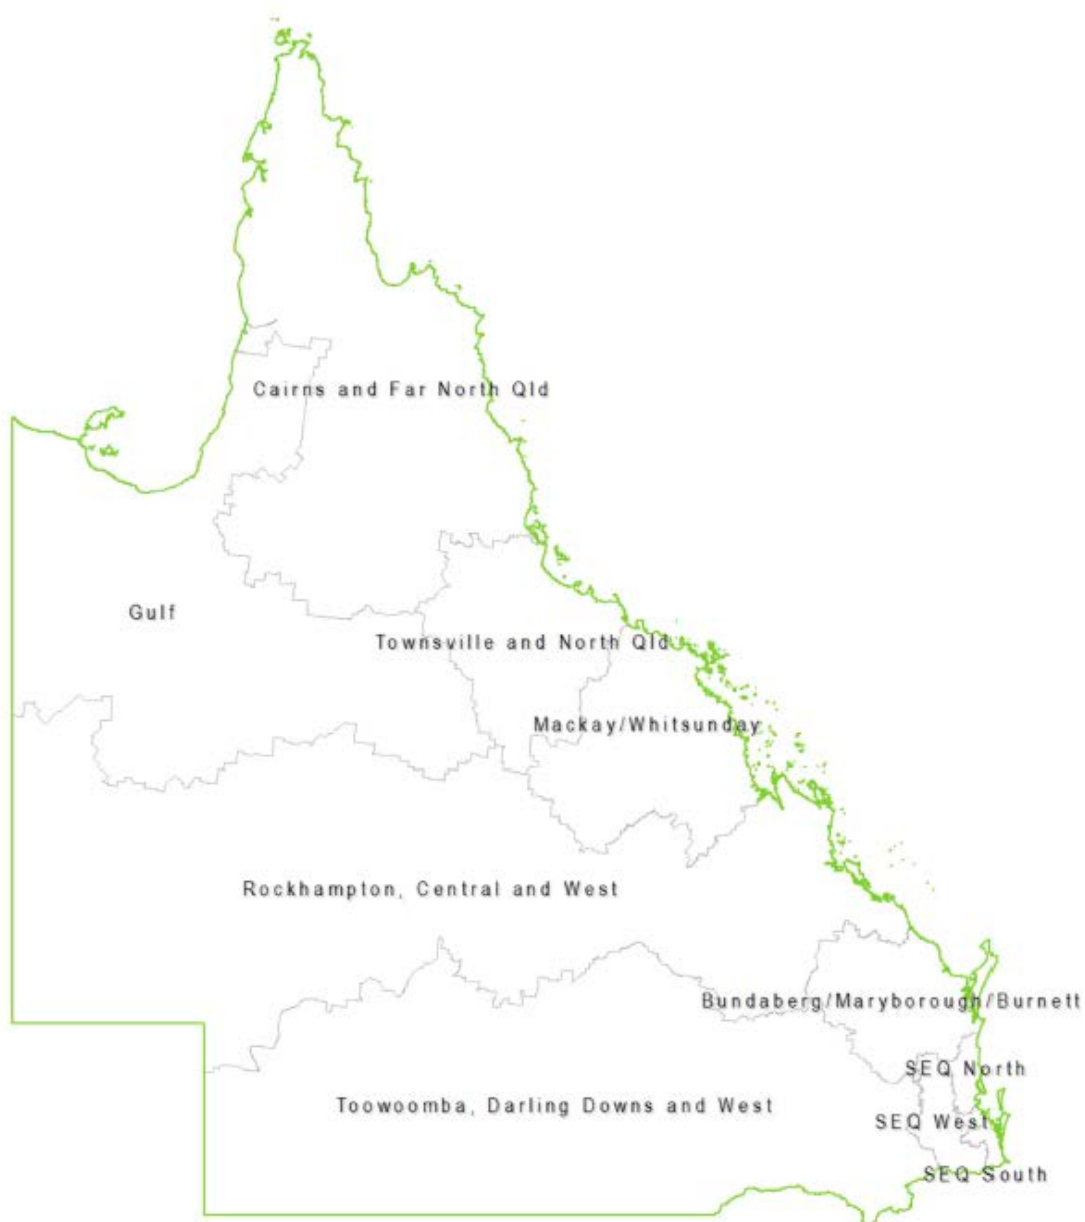 Cairns and Far North Qld
Gulf
Townsville and North Qld
Mackay/Whitsunday
Rockhampton, Central and West
Bundaberg/Maryborough/Burnett
SEQ North
Toowoomba, Darling Downs and West
SEQ West
SEQ South